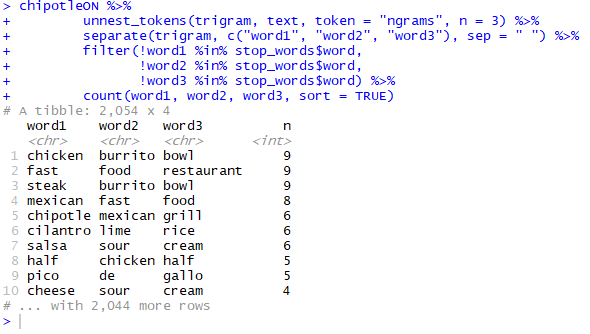 > chipotleON %>%
+         unnest_tokens(trigram, text, token = "ngrams", n = 3) %>%
+         separate(trigram, c("word1", "word2", "word3"), sep = " ") %>%
+         filter(!word1 %in% stop_words$word,
+                !word2 %in% stop_words$word,
+                !word3 %in% stop_words$word) %>%
+         count(word1, word2, word3, sort = TRUE)
# A tibble: 2,054 x 4
   word1    word2   word3          n
   <chr>    <chr>   <chr>      <int>
 1 chicken  burrito bowl           9
 2 fast     food    restaurant     9
 3 steak    burrito bowl           9
 4 mexican  fast    food           8
 5 chipotle mexican grill          6
 6 cilantro lime    rice           6
 7 salsa    sour    cream          6
 8 half     chicken half           5
 9 pico     de      gallo          5
10 cheese   sour    cream          4
# ... with 2,044 more rows
>